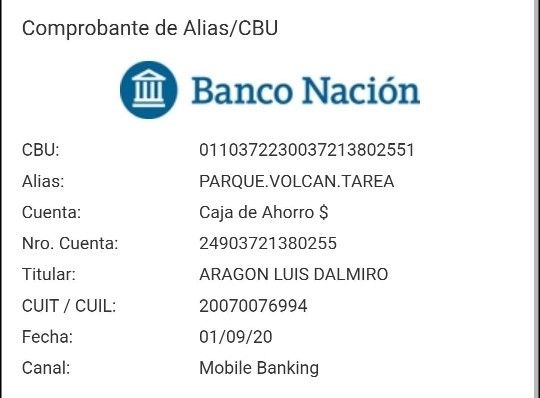 Comprobante de Alias/CBU
Banco Nación
CBU: 0110372230037213802551
Alias: PARQUE.VOLCAN.TAREA
Cuenta: Caja de Ahorro $
Nro. Cuenta: 24903721380255
Titular: ARAGON LUIS DALMIRO
CUIT / CUIL: 20070076994
Fecha: 01/09/20
Canal: Mobile Banking